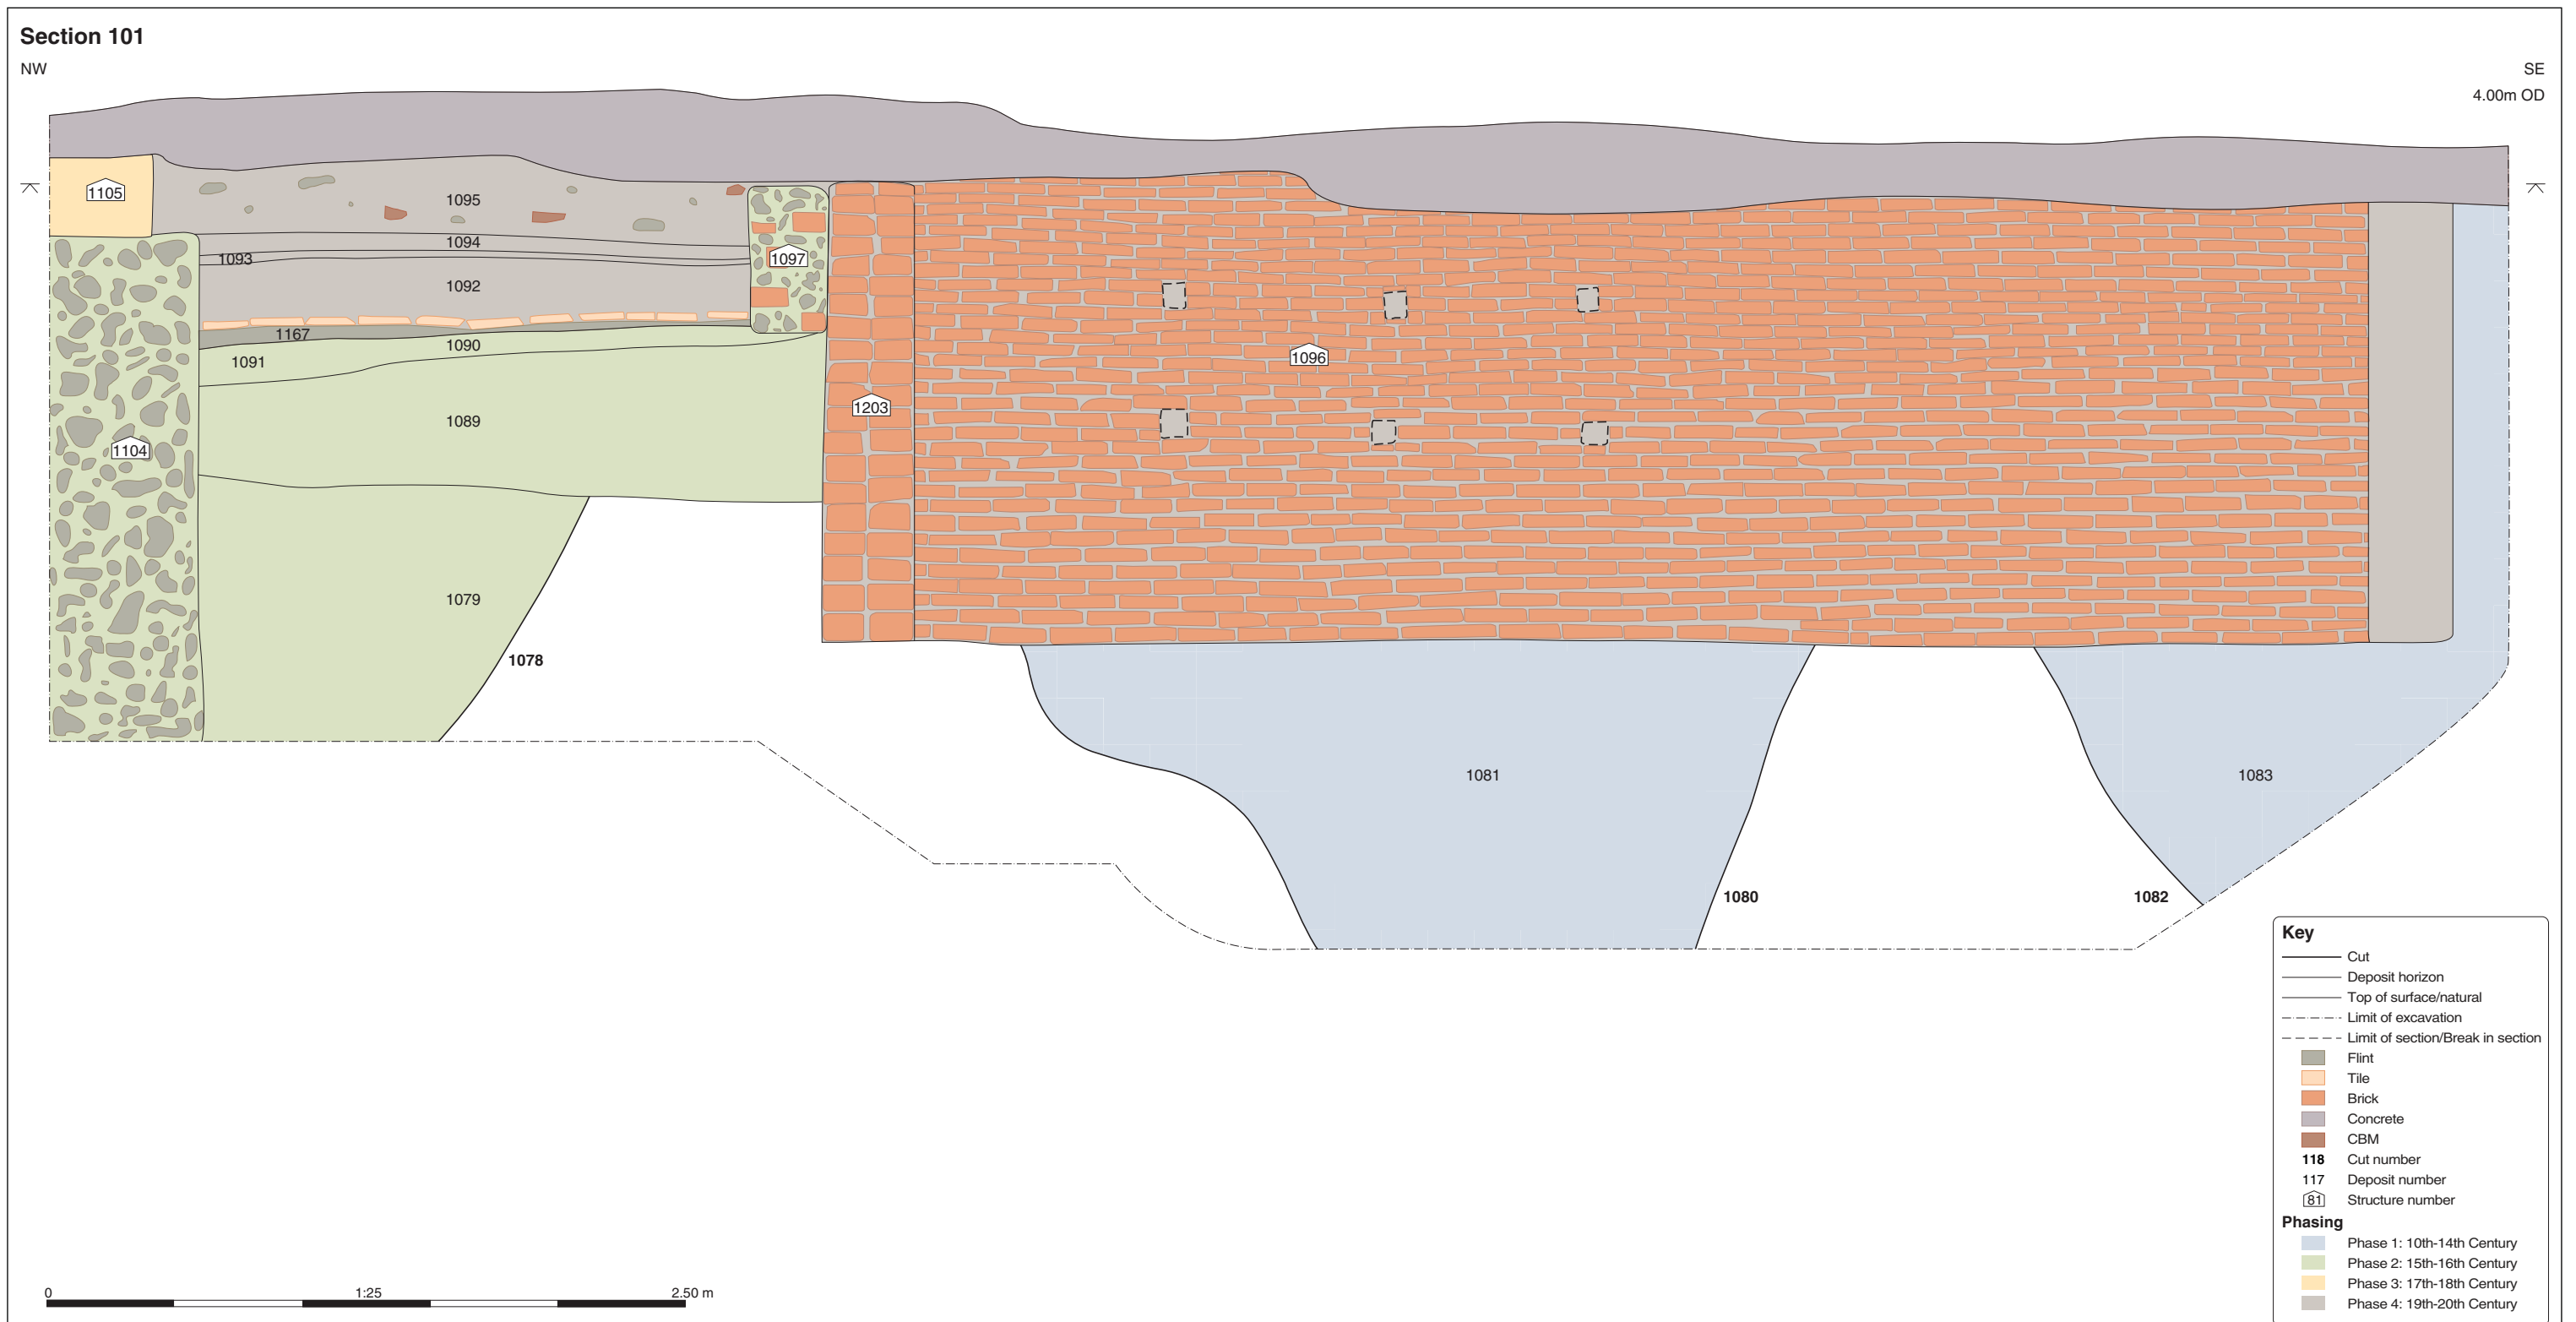 Section 101
NW
SE
4.00m OD
1105
1095
1094
1093
1097
1092
1167
1090
1091
1096
1203
1089
1104
1079
1078
1081
1083
1080
1082
Key
Cut
Deposit horizon
Top of surface/natural
Limit of excavation
Limit of section/Break in section
Flint
Tile
Brick
Concrete
CBM
118 Cut number
117 Deposit number
81 Structure number
Phasing
Phase 1: 10th-14th Century
Phase 2: 15th-16th Century
Phase 3: 17th-18th Century
Phase 4: 19th-20th Century
0 1:25 2.50 m